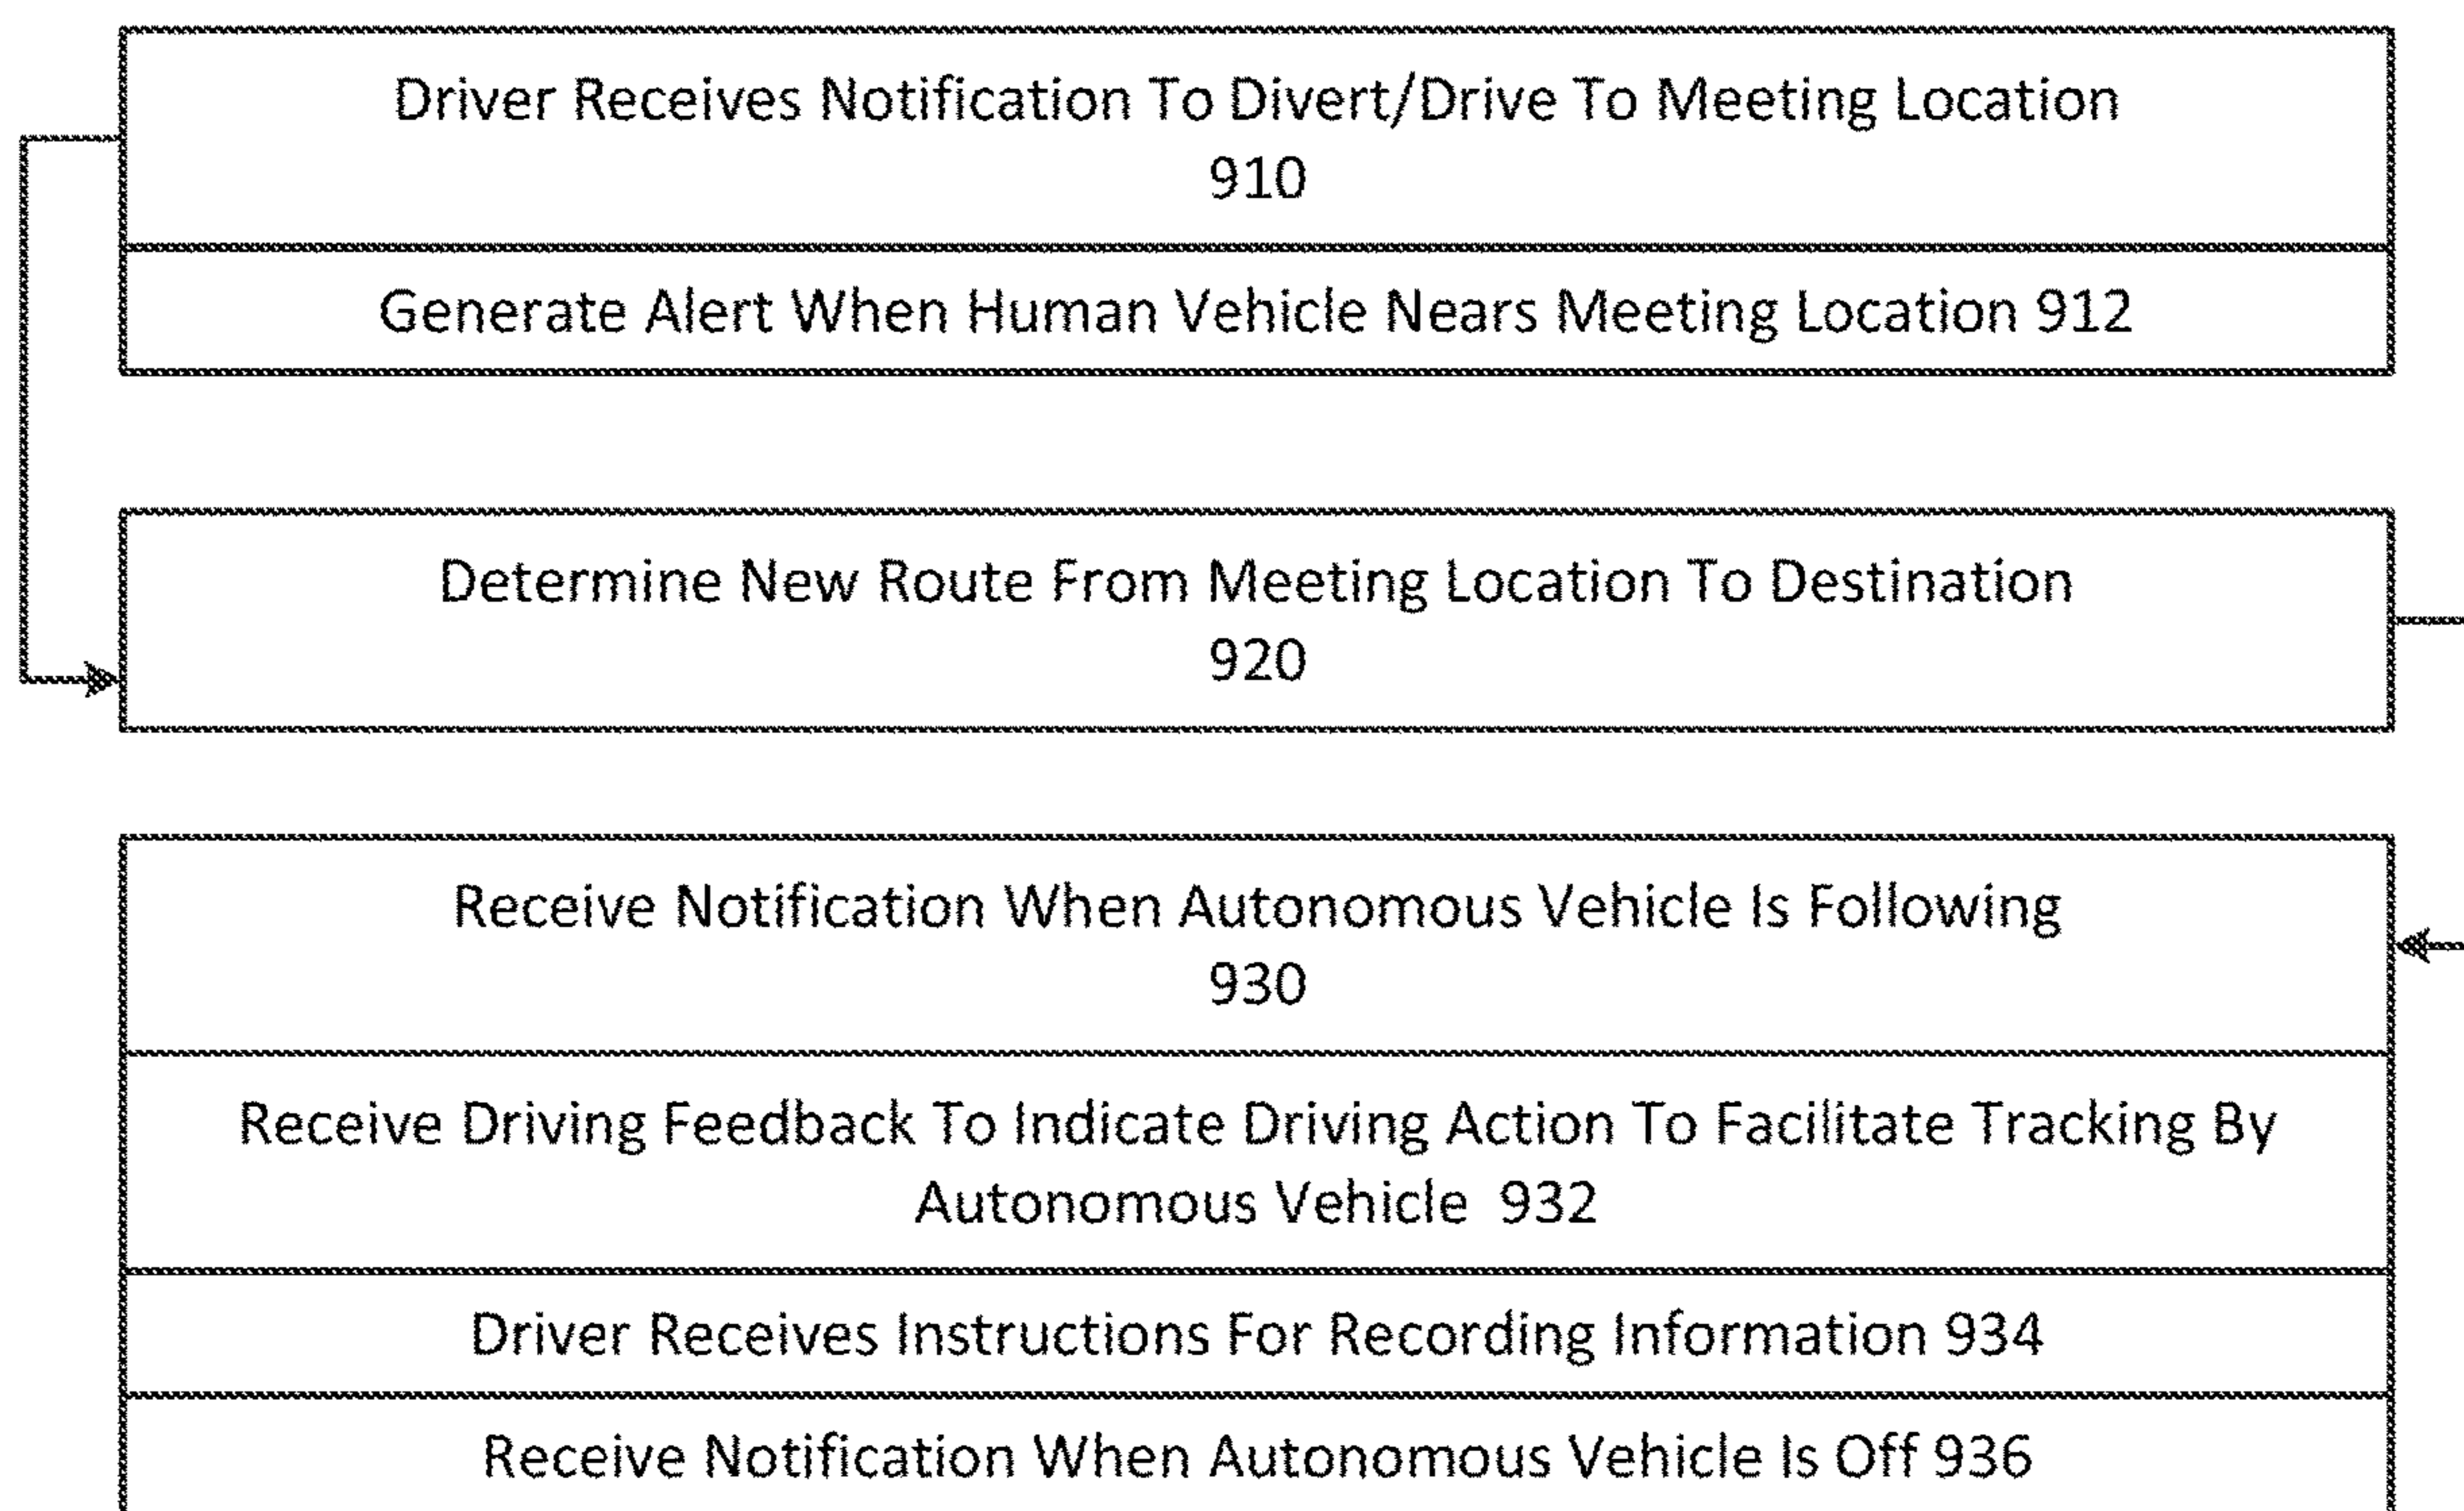 Driver Receives Notification To Divert/Drive To Meeting Location
910
Generate Alert When Human Vehicle Nears Meeting Location 912
Determine New Route From Meeting Location To Destination
920
Receive Notification When Autonomous Vehicle Is Following
930
Receive Driving Feedback To Indicate Driving Action To Facilitate Tracking By
Autonomous Vehicle 932
Driver Receives Instructions For Recording Information 934
Receive Notification When Autonomous Vehicle Is Off 936